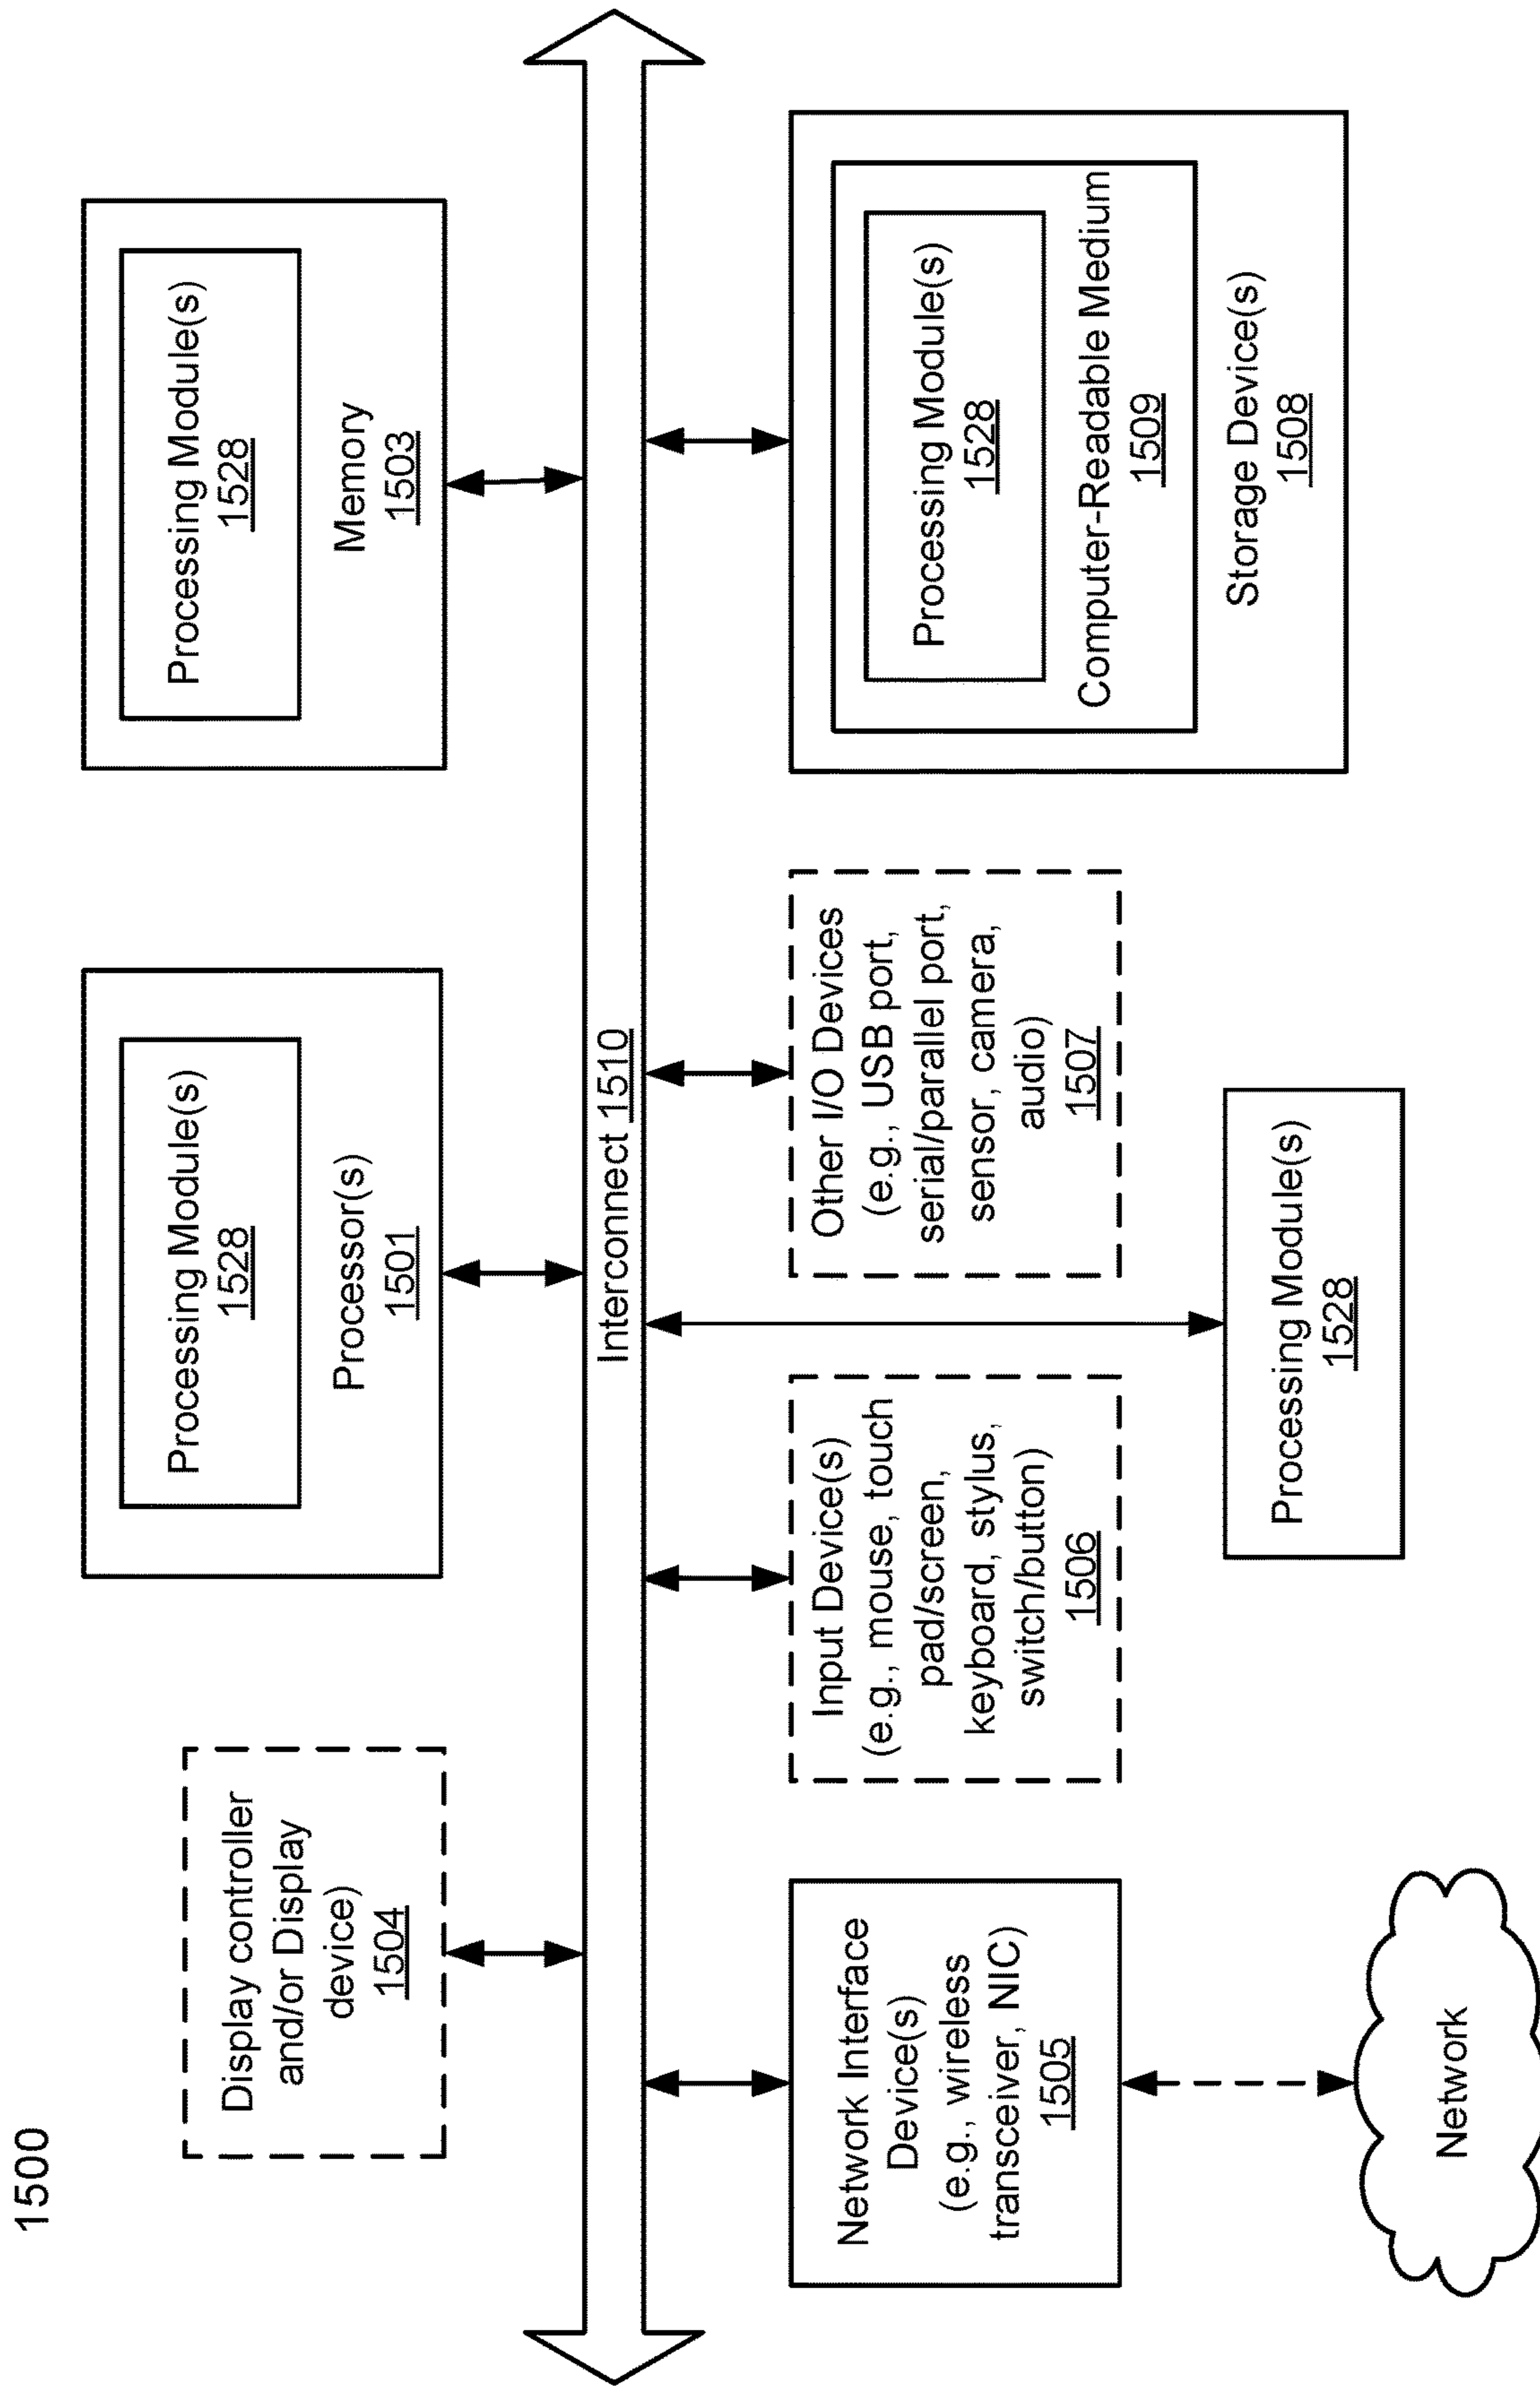 1500
Display controller
and/or Display
device)
1504
Processing Module(s)
1528
Processor(s)
1501
Processing Module(s)
1528
Memory
1503
Interconnect 1510
Network Interface
Device(s)
(e.g., wireless
transceiver, NIC)
1505
Input Device(s)
(e.g., mouse, touch
pad/screen,
keyboard, stylus,
switch/button)
1506
Other I/O Devices
(e.g., USB port,
serial/parallel port,
sensor, camera,
audio)
1507
Processing Module(s)
1528
Computer-Readable Medium
1509
Storage Device(s)
1508
Processing Module(s)
1528
Network